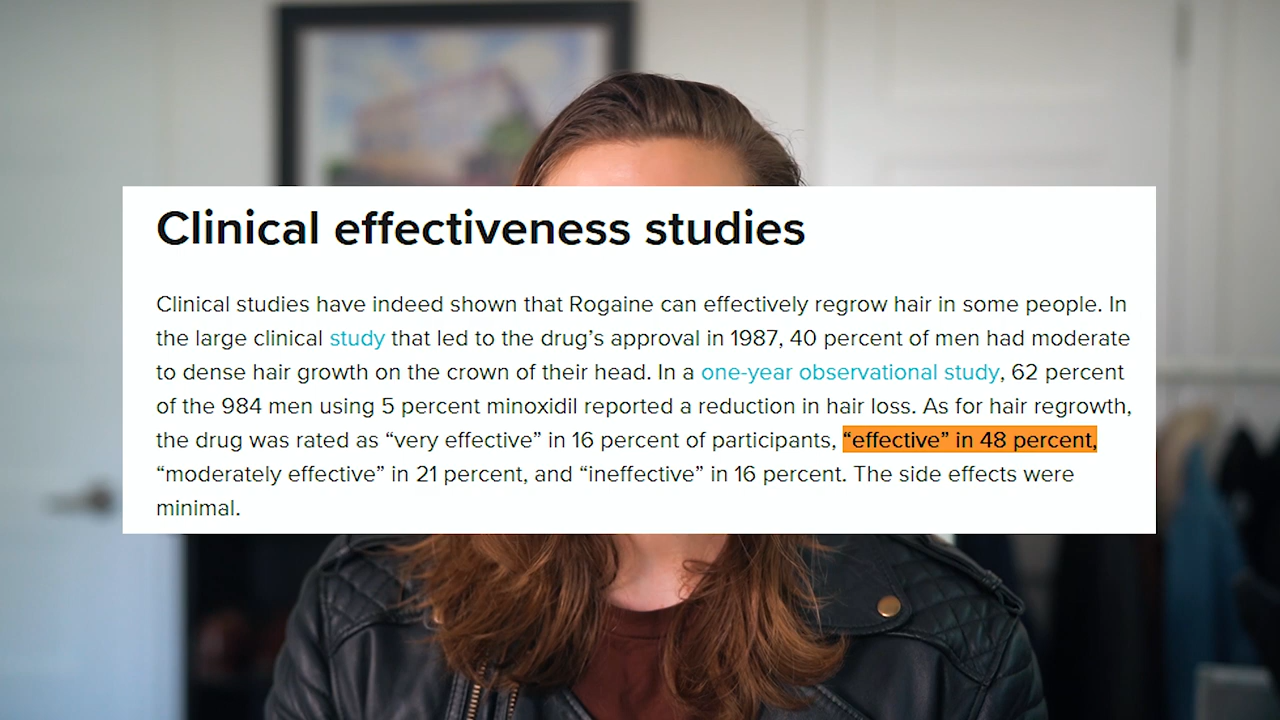 Clinical effectiveness studies
Clinical studies have indeed shown that Rogaine can effectively regrow hair in some people. In
the large clinical study that led to the drug’s approval in 1987, 40 percent of men had moderate
to dense hair growth on the crown of their head. In a one-year observational study, 62 percent
of the 984 men using 5 percent minoxidil reported a reduction in hair loss. As for hair regrowth,
the drug was rated as “very effective” in 16 percent of participants, “effective” in 48 percent,
“moderately effective” in 21 percent, and “ineffective” in 16 percent. The side effects were
minimal.